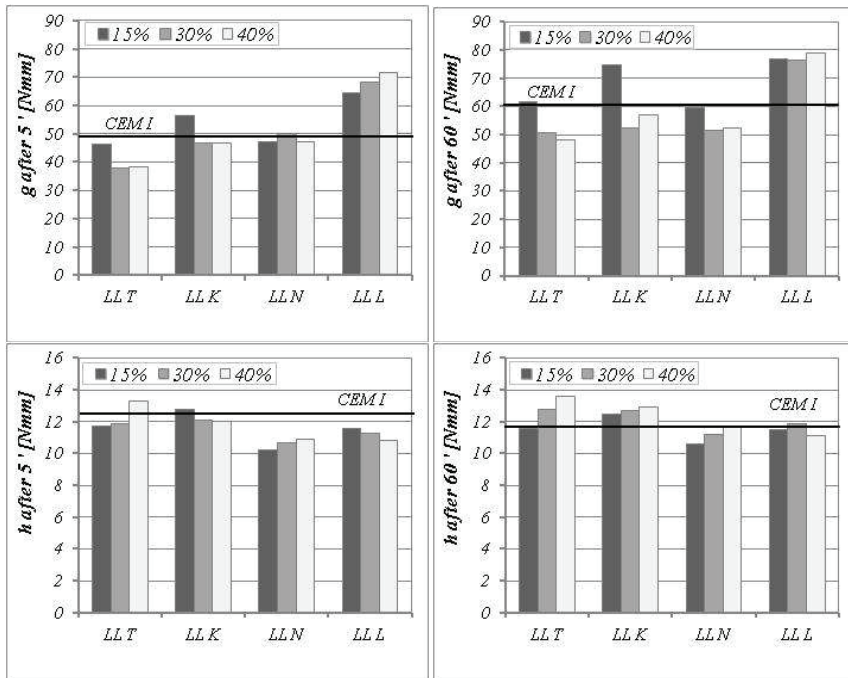 90
80
70
60
50
40
30
20
10
0
g after 5 ' [Nmm]
15% 30% 40%
CEM I
LL T LL K LL N LL L
90
80
70
60
50
40
30
20
10
0
g after 60 ' [Nmm]
15% 30% 40%
CEM I
LL T LL K LL N LL L
16
14
12
10
8
6
4
2
0
h after 5 ' [Nmm]
15% 30% 40%
CEM I
LL T LL K LL N LL L
16
14
12
10
8
6
4
2
0
h after 60 ' [Nmm]
15% 30% 40%
CEM I
LL T LL K LL N LL L